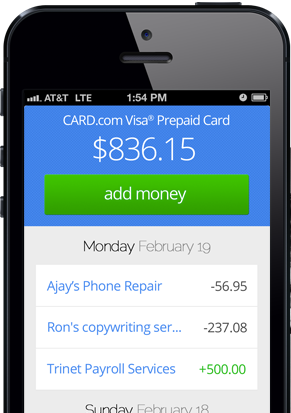 AT&T LTE 1:54 PM
CARD.com Visa® Prepaid Card
$836.15
add money
Monday February 19
Ajay's Phone Repair -56.95
Ron's copywriting ser... -237.08
Trinet Payroll Services +500.00
Sunday February 18